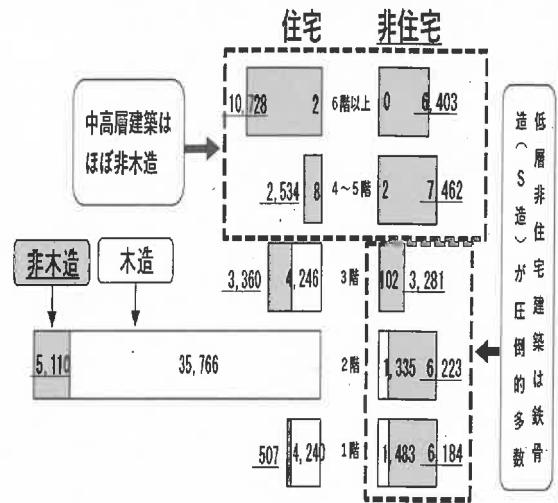 住宅 非住宅
中高層建築は
ほぼ非木造
10,728 2 6階以上 0 6,403
2,534 8 4～5階 2 7,462
非木造 木造
3,360 4,246 3階 102 3,281
5,110 35,766 2階 1,335 6,223
507 4,240 1階 1,483 6,184
低層非住宅建築は鉄骨
造(S造)が圧倒的多数